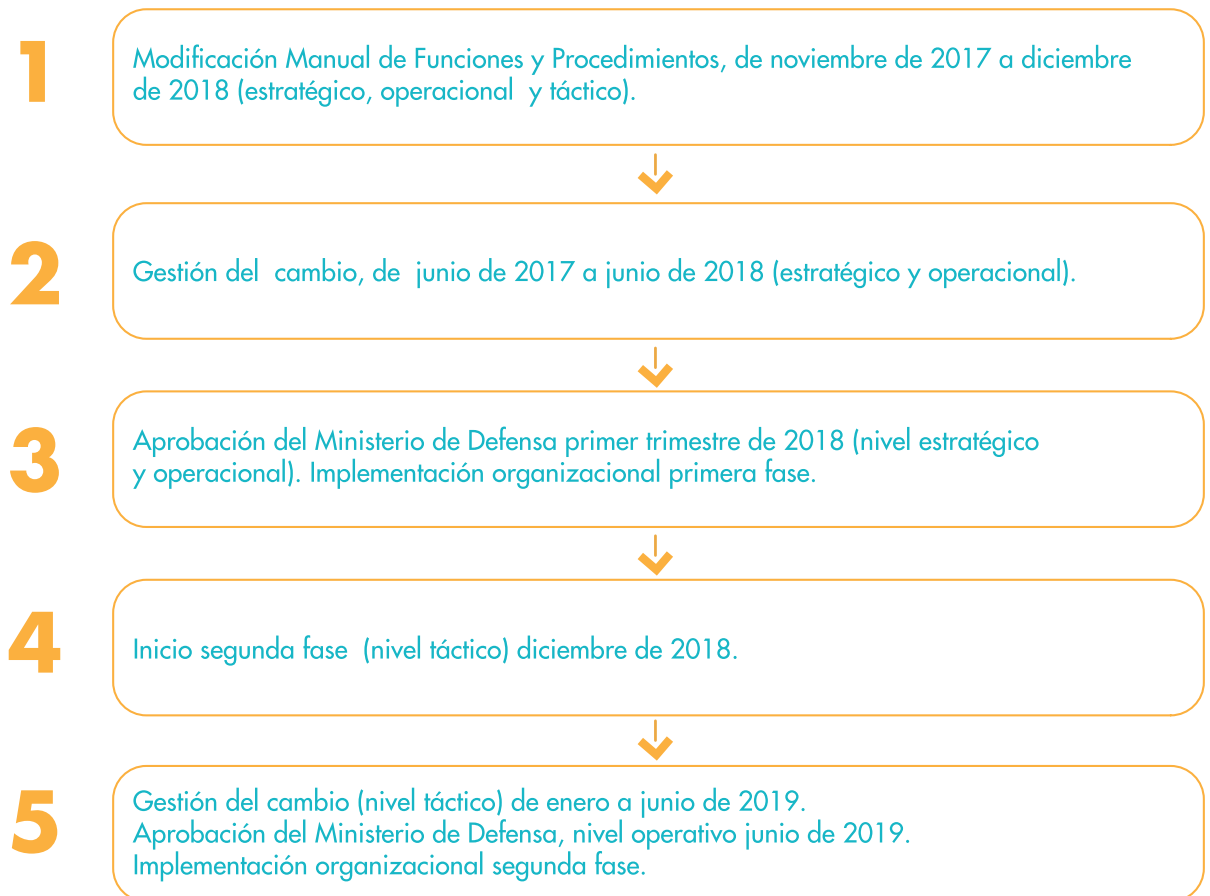 1
Modificación Manual de Funciones y Procedimientos, de noviembre de 2017 a diciembre
de 2018 (estratégico, operacional y táctico).
2
Gestión del cambio, de junio de 2017 a junio de 2018 (estratégico y operacional).
3
Aprobación del Ministerio de Defensa primer trimestre de 2018 (nivel estratégico
y operacional). Implementación organizacional primera fase.
4
Inicio segunda fase (nivel táctico) diciembre de 2018.
5
Gestión del cambio (nivel táctico) de enero a junio de 2019.
Aprobación del Ministerio de Defensa, nivel operativo junio de 2019.
Implementación organizacional segunda fase.